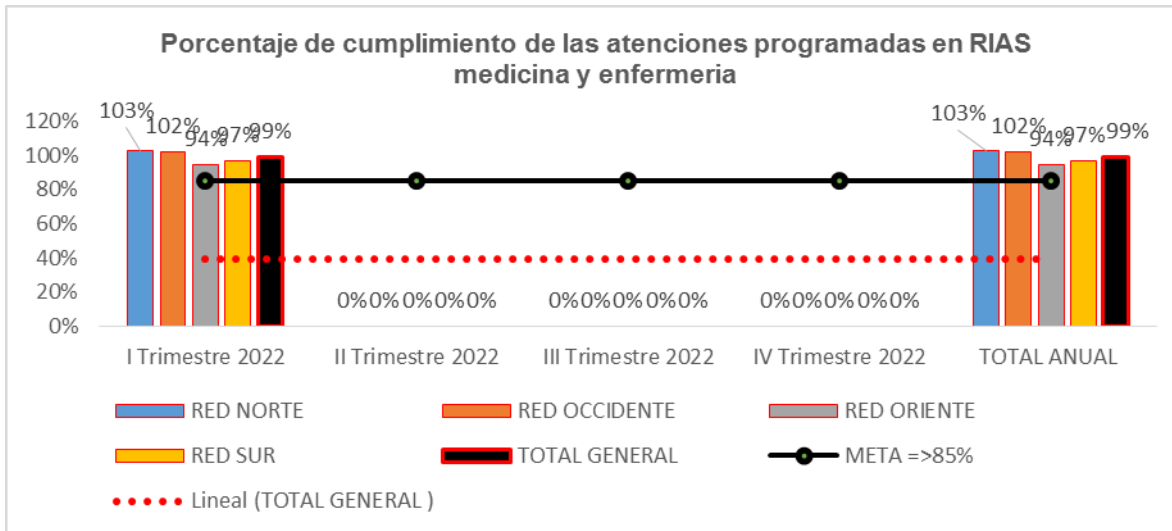 Porcentaje de cumplimiento de las atenciones programadas en RIAS
medicina y enfermeria
103%
102%
94%
97%
99%
103%
102%
94%
97%
99%
120%
100%
80%
60%
40%
20%
0%
0%0%0%0%0%
0%0%0%0%0%
0%0%0%0%0%
I Trimestre 2022
II Trimestre 2022
III Trimestre 2022
IV Trimestre 2022
TOTAL ANUAL
RED NORTE
RED OCCIDENTE
RED ORIENTE
RED SUR
TOTAL GENERAL
META =>85%
Lineal (TOTAL GENERAL )